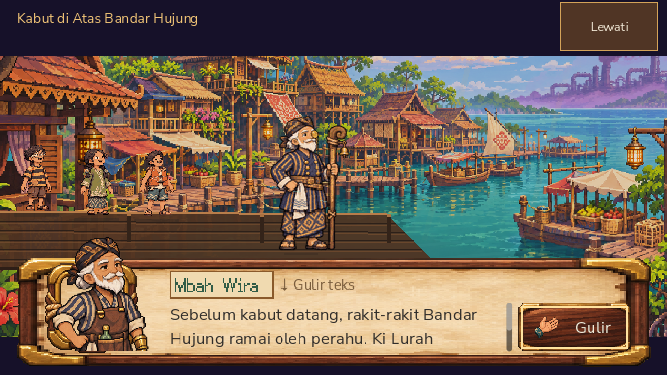 Kabut di Atas Bandar Hujung
Lewati
Mbah Wira
↓ Gulir teks
Sebelum kabut datang, rakit-rakit Bandar
Hujung ramai oleh perahu. Ki Lurah
Gulir